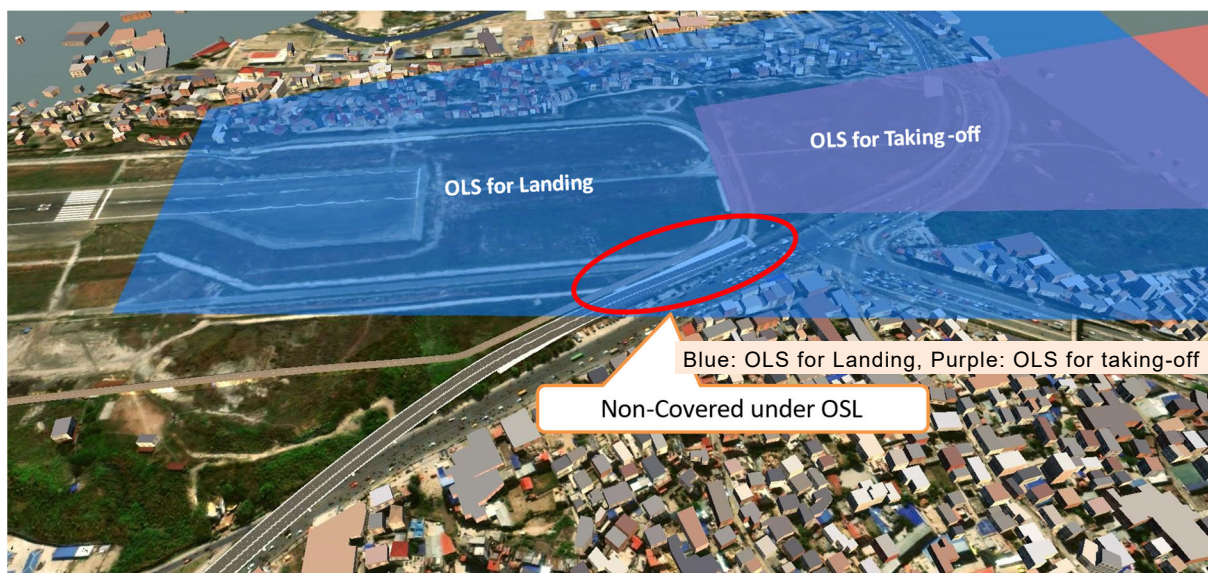 OLS for Taking-off
OLS for Landing
Blue: OLS for Landing, Purple: OLS for taking-off
Non-Covered under OSL